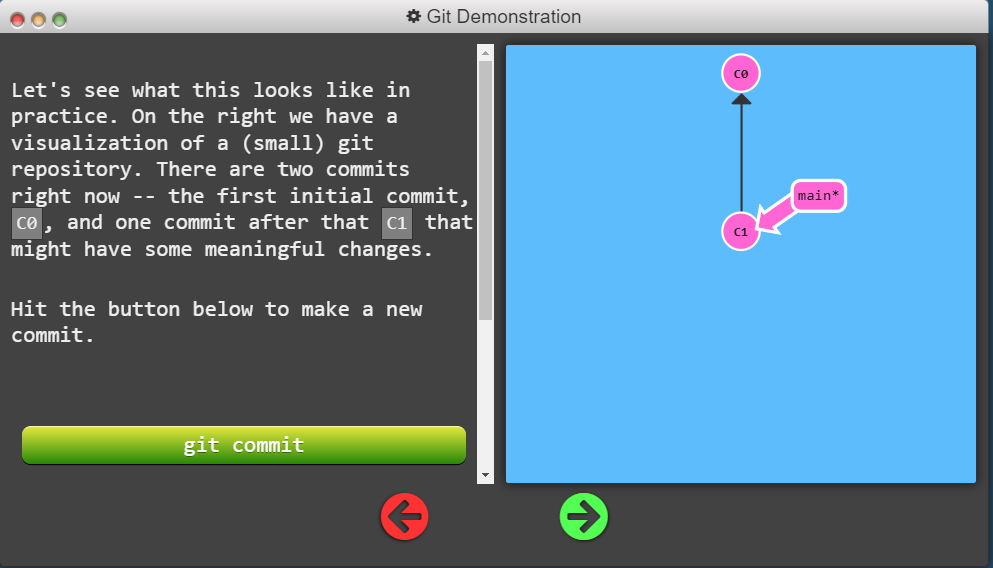 Git Demonstration
Let's see what this looks like in
practice. On the right we have a
visualization of a (small) git
repository. There are two commits
right now -- the first initial commit,
C0, and one commit after that C1 that
might have some meaningful changes.
Hit the button below to make a new
commit.
git commit
C0
main*
C1